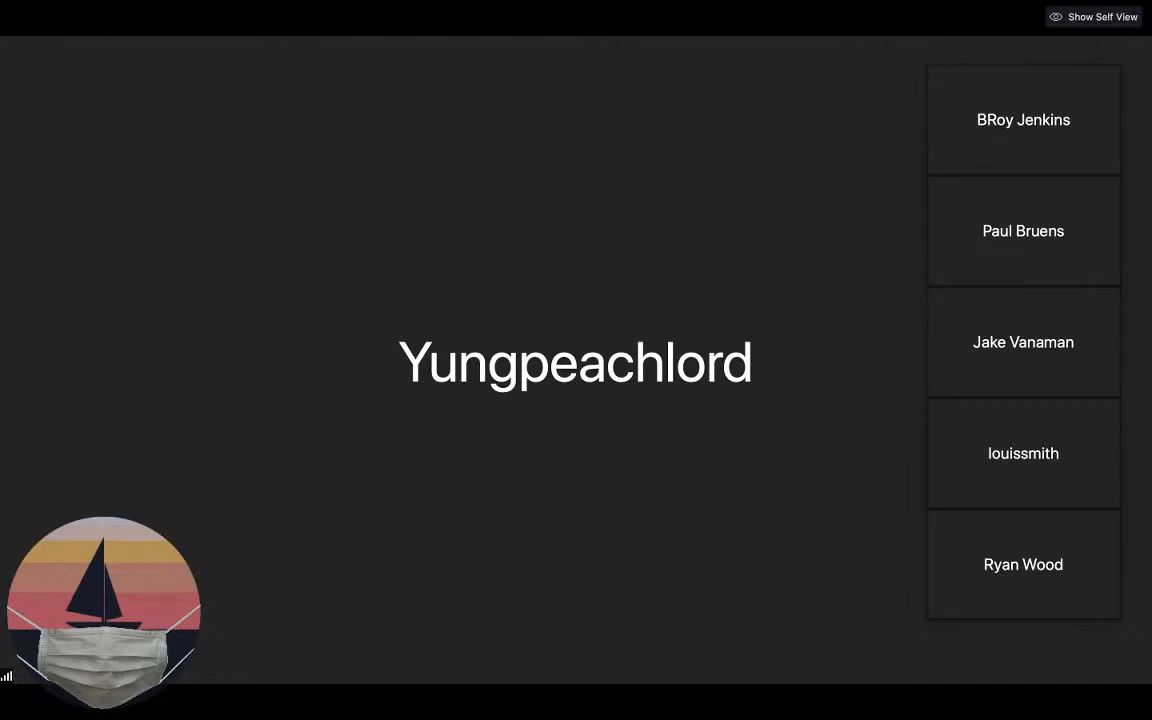 Show Self View
BRoy Jenkins
Paul Bruens
Jake Vanaman
Yungpeachlord
louissmith
Ryan Wood